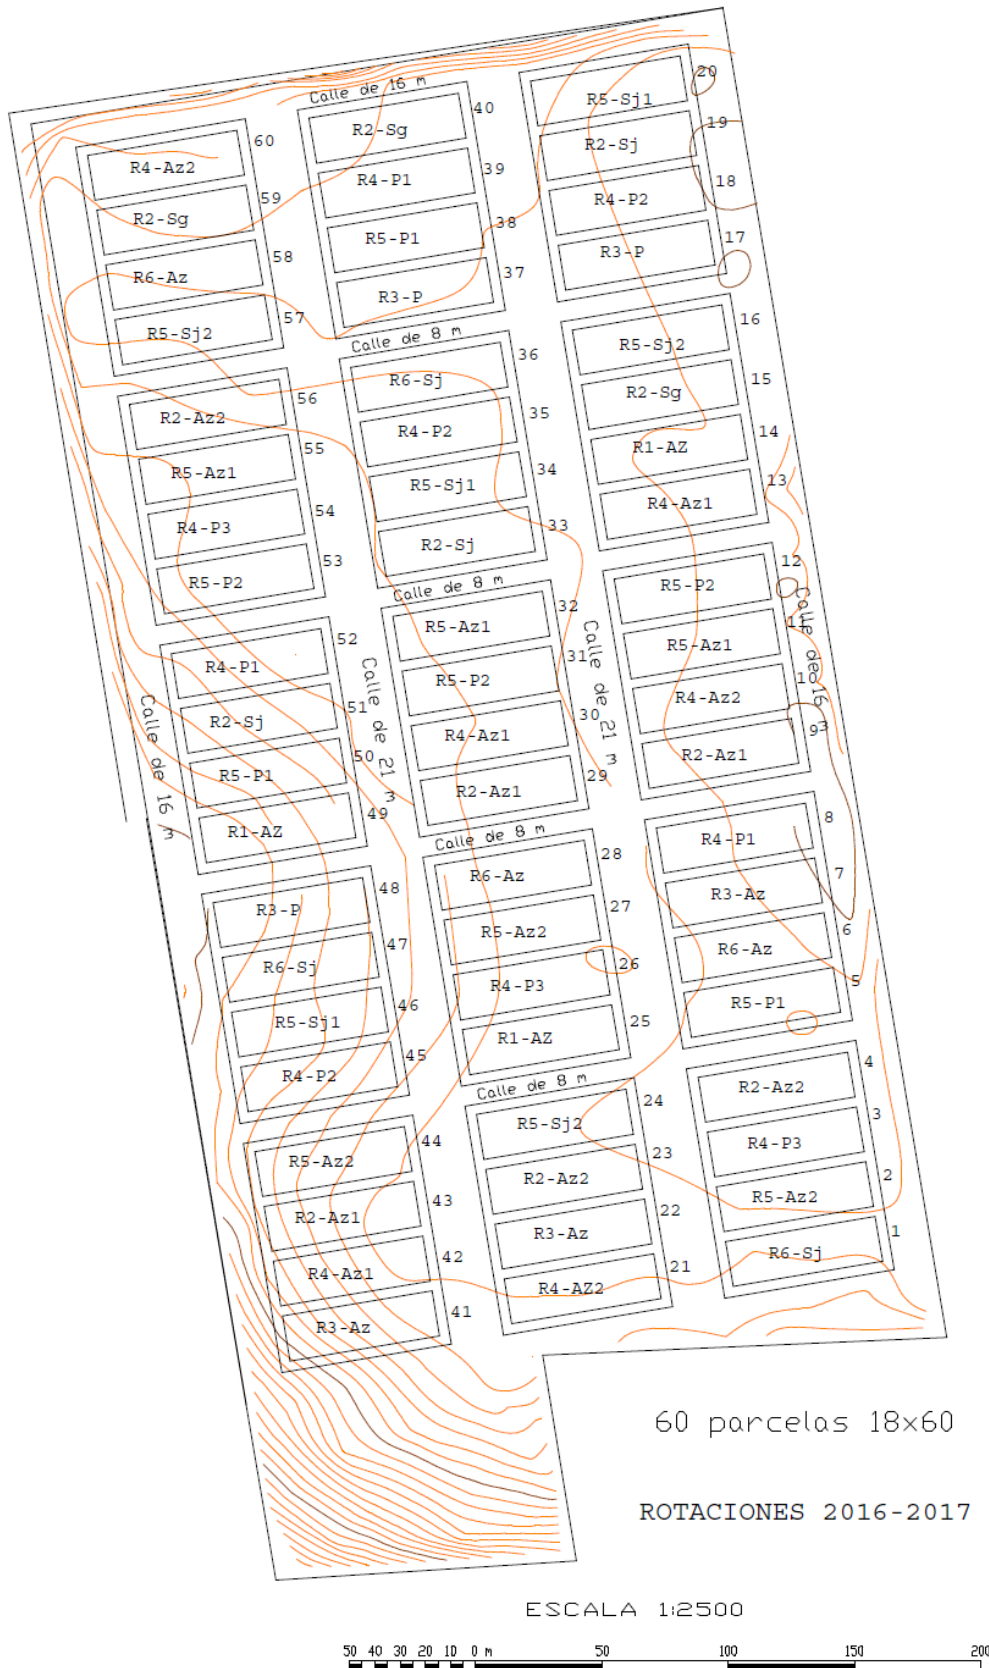 Calle de 16 m
60
R4-Az2
59
R2-Sg
58
R6-Az
57
R5-Sj2
56
R2-Az2
55
R5-Az1
54
R4-P3
53
R5-P2
52
R4-P1
51
R2-Sj
50
R5-P1
49
R1-AZ
48
R3-P
47
R6-Sj
46
R5-Sj1
45
R4-P2
44
R5-Az2
43
R2-Az1
42
R4-Az1
41
R3-Az
Calle de 16 m
Calle de 21 m
40
R2-Sg
39
R4-P1
38
R5-P1
37
R3-P
Calle de 8 m
36
R6-Sj
35
R4-P2
34
R5-Sj1
33
R2-Sj
Calle de 8 m
32
R5-Az1
31
R5-P2
30
R4-Az1
29
R2-Az1
Calle de 8 m
28
R6-Az
27
R5-Az2
26
R4-P3
25
R1-AZ
Calle de 8 m
24
R5-Sj2
23
R2-Az2
22
R3-Az
21
R4-AZ2
Calle de 21 m
20
R5-Sj1
19
R2-Sj
18
R4-P2
17
R3-P
16
R5-Sj2
15
R2-Sg
14
R1-AZ
13
R4-Az1
12
R5-P2
11
R5-Az1
10
R4-Az2
9
R2-Az1
8
R4-P1
7
R3-Az
6
R6-Az
5
R5-P1
4
R2-Az2
3
R4-P3
2
R5-Az2
1
R6-Sj
Calle de 16 m
60 parcelas 18x60
ROTACIONES 2016-2017
ESCALA 1:2500
50 40 30 20 10 0 m 50 100 150 200